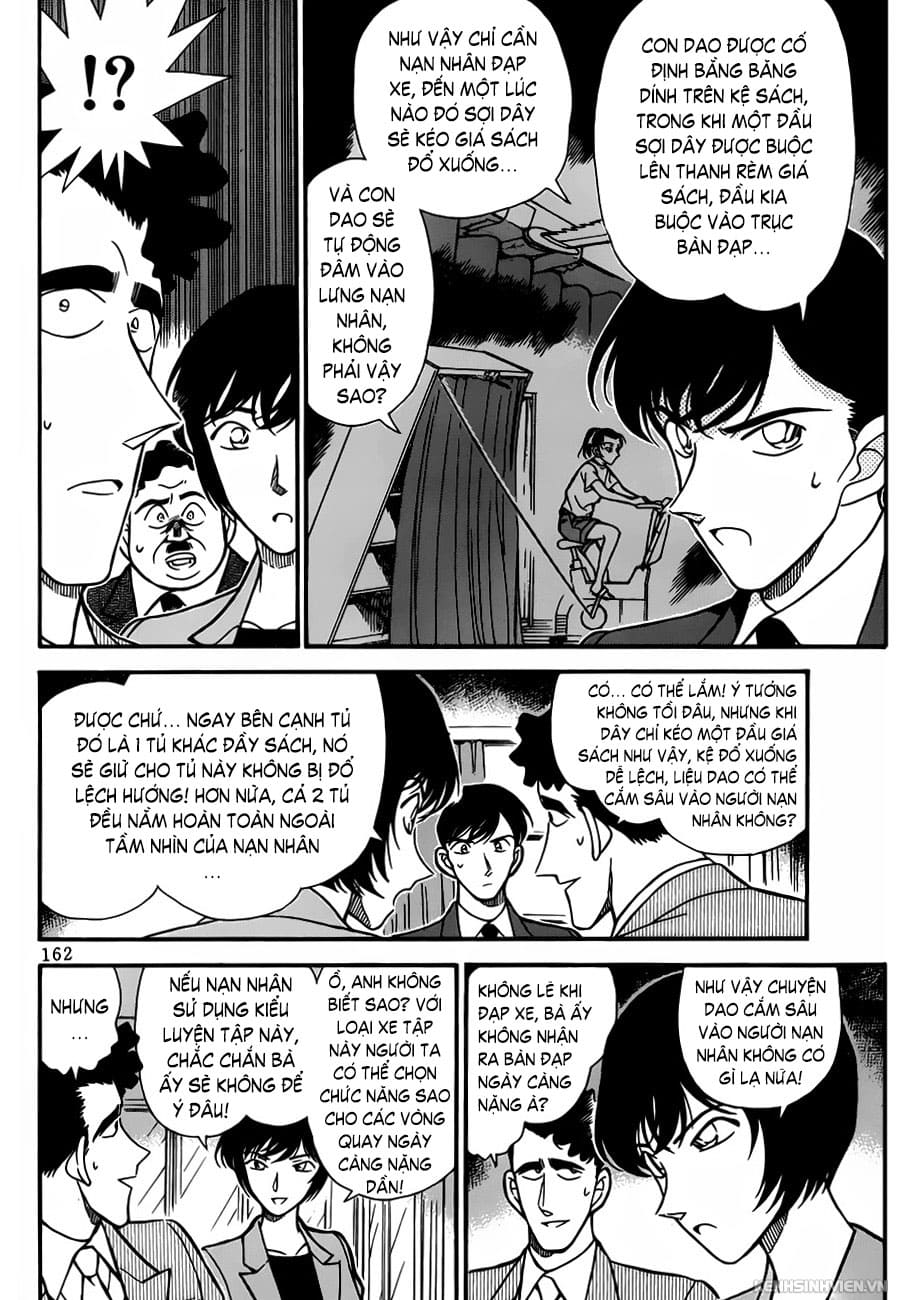 CON DAO ĐƯỢC CỐ
ĐỊNH BẰNG BĂNG
DÍNH TRÊN KỆ SÁCH,
TRONG KHI MỘT ĐẦU
SỢI DÂY ĐƯỢC BUỘC
LÊN THANH RÈM GIÁ
SÁCH, ĐẦU KIA
BUỘC VÀO TRỤC
BÀN ĐẠP...
NHƯ VẬY CHỈ CẦN
NẠN NHÂN ĐẠP
XE, ĐẾN MỘT LÚC
NÀO ĐÓ SỢI DÂY
SẼ KÉO GIÁ SÁCH
ĐỔ XUỐNG...
VÀ CON
DAO SẼ
TỰ ĐỘNG
ĐÂM VÀO
LƯNG NẠN
NHÂN,
KHÔNG
PHẢI VẬY
SAO?
!?
CÓ... CÓ THỂ LẮM! Ý TƯỚNG
KHÔNG TỒI ĐÂU, NHƯNG KHI
DÂY CHỈ KÉO MỘT ĐẦU GIÁ
SÁCH NHƯ VẬY, KỆ ĐỔ XUỐNG
DỄ LỆCH, LIỆU DAO CÓ THỂ
CẮM SÂU VÀO NGƯỜI NẠN
NHÂN KHÔNG?
ĐƯỢC CHỨ... NGAY BÊN CẠNH TỦ
ĐÓ LÀ 1 TỦ KHÁC ĐẦY SÁCH, NÓ
SẼ GIỮ CHO TỦ NÀY KHÔNG BỊ ĐỔ
LỆCH HƯỚNG! HƠN NỮA, CẢ 2 TỦ
ĐỀU NẰM HOÀN TOÀN NGOÀI
TẦM NHÌN CỦA NẠN NHÂN
...
162
NHƯ VẬY CHUYỆN
DAO CẮM SÂU
VÀO NGƯỜI NẠN
NHÂN KHÔNG CÓ
GÌ LẠ NỮA!
KHÔNG LẼ KHI
ĐẠP XE, BÀ ẤY
KHÔNG NHẬN
RA BÀN ĐẠP
NGÀY CÀNG
NẶNG À?
Ồ, ANH KHÔNG
BIẾT SAO? VỚI
LOẠI XE TẬP
NÀY NGƯỜI TA
CÓ THỂ CHỌN
CHỨC NĂNG SAO
CHO CÁC VÒNG
QUAY NGÀY
CÀNG NẶNG
DẦN!
NẾU NẠN NHÂN
SỬ DỤNG KIỂU
LUYỆN TẬP NÀY,
CHẮC CHẮN BÀ
ẤY SẼ KHÔNG ĐỂ
Ý ĐÂU!
NHƯNG
...
KENHSINHVIEN.VN